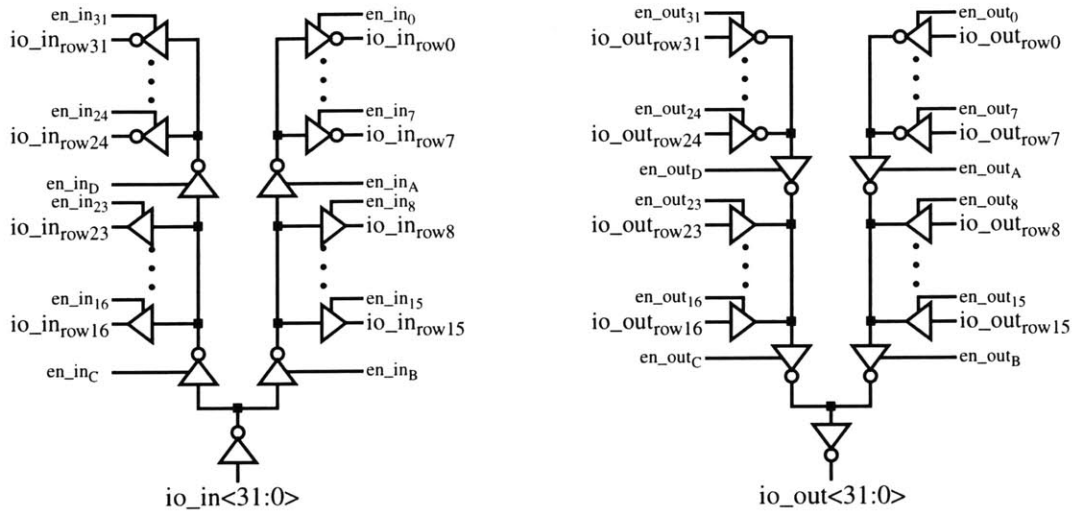 en_in31 en_in0 en_out31 en_out0
io_inrow31 io_inrow0 io_outrow31 io_outrow0
en_in24 en_in7 en_out24 en_out7
io_inrow24 io_inrow7 io_outrow24 io_outrow7
en_inD en_inA en_outD en_outA
en_in23 en_in8 en_out23 en_out8
io_inrow23 io_inrow8 io_outrow23 io_outrow8
en_in16 en_in15 en_out16 en_out15
io_inrow16 io_inrow15 io_outrow16 io_outrow15
en_inC en_inB en_outC en_outB
io_in<31:0> io_out<31:0>